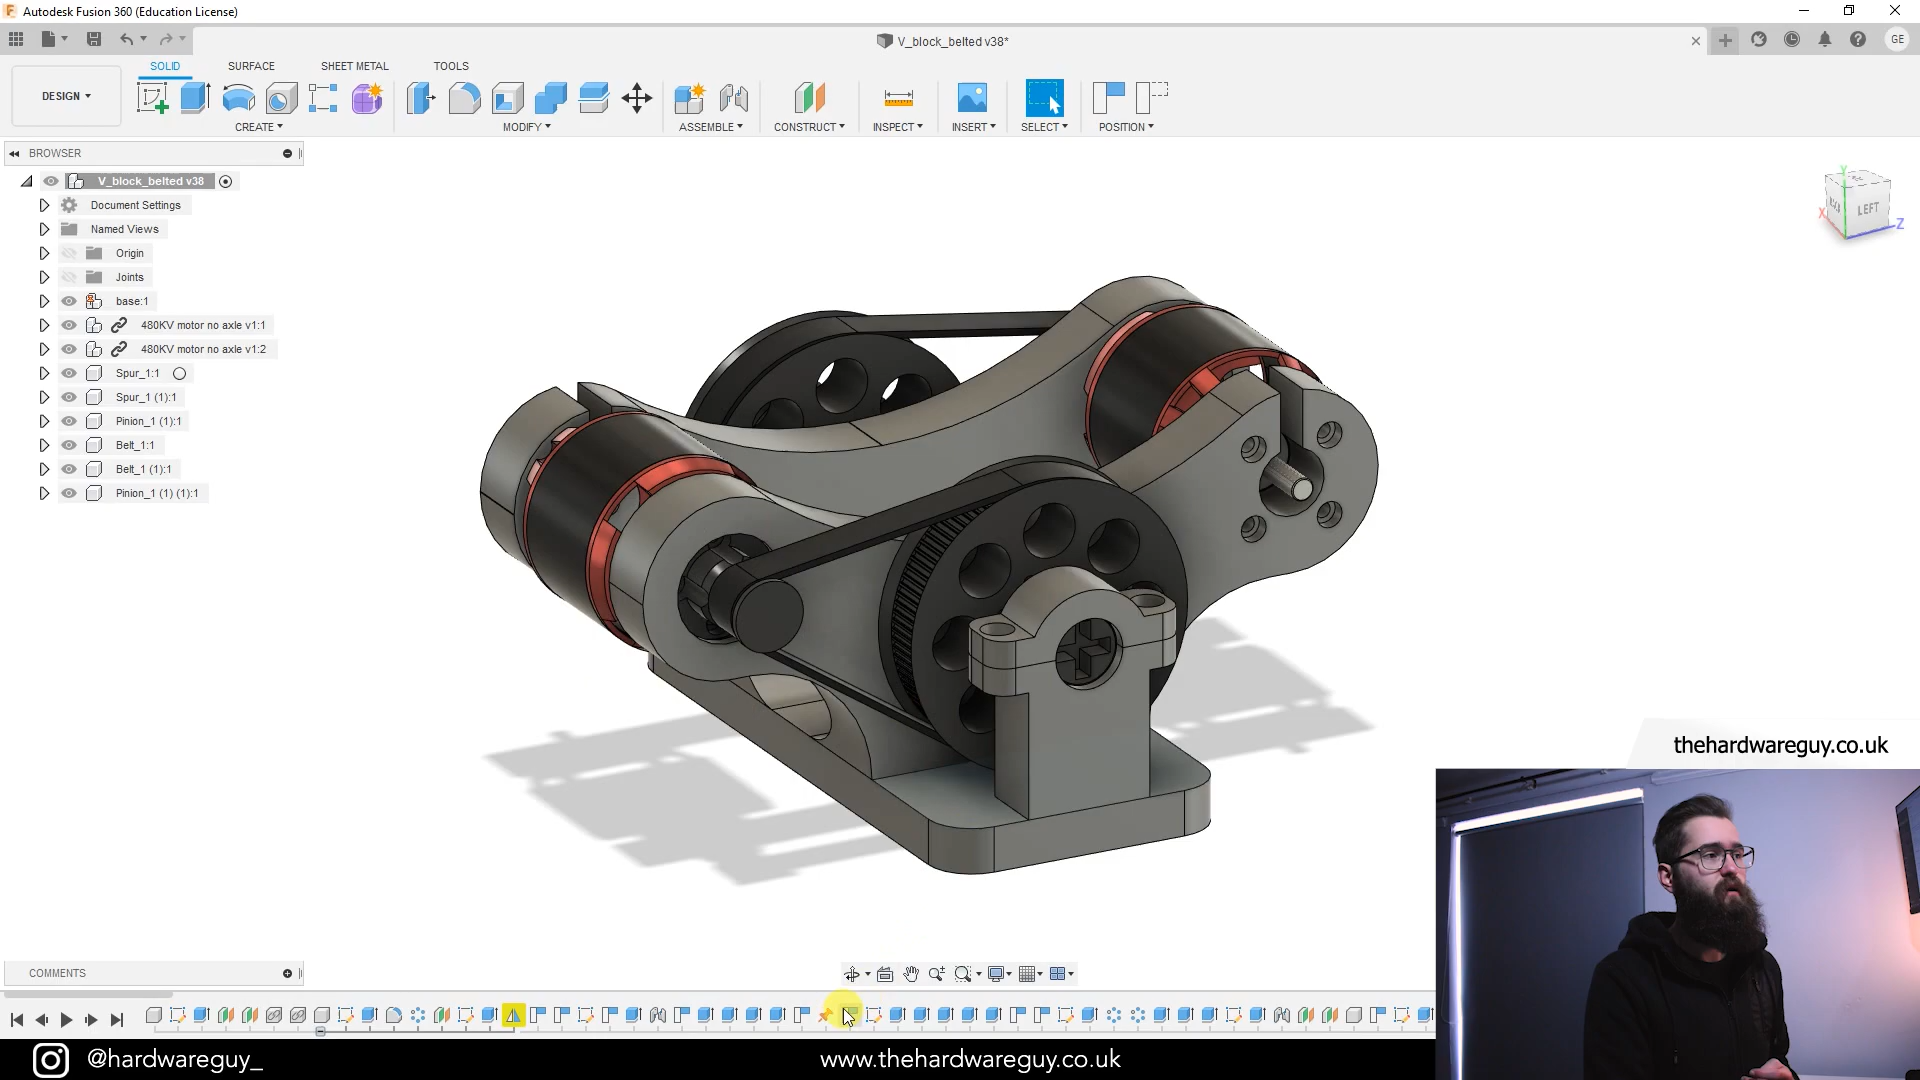 Autodesk Fusion 360 (Education License)
V_block_belted v38*
GE
DESIGN
SOLID
SURFACE
SHEET METAL
TOOLS
CREATE
MODIFY
ASSEMBLE
CONSTRUCT
INSPECT
INSERT
SELECT
POSITION
BROWSER
V_block_belted v38
Document Settings
Named Views
Origin
Joints
base:1
480KV motor no axle v1:1
480KV motor no axle v1:2
Spur_1:1
Spur_1 (1):1
Pinion_1 (1):1
Belt_1:1
Belt_1 (1):1
Pinion_1 (1) (1):1
Y
LEFT
X
Z
thehardwareguy.co.uk
COMMENTS
@hardwareguy_
www.thehardwareguy.co.uk